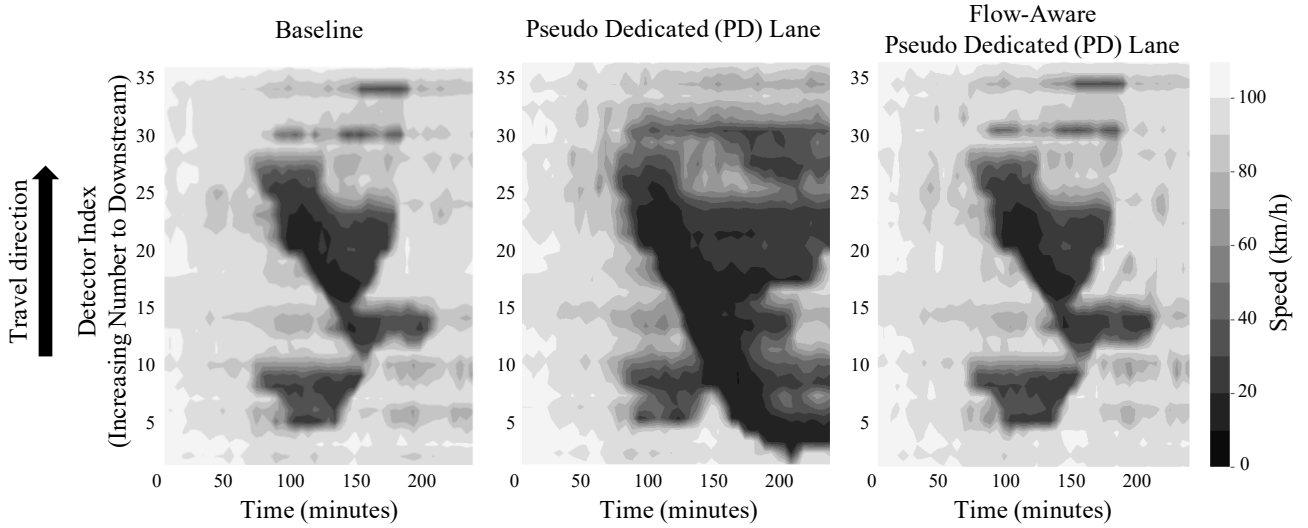 Baseline
Pseudo Dedicated (PD) Lane
Flow-Aware
Pseudo Dedicated (PD) Lane
Travel direction
Detector Index
(Increasing Number to Downstream)
35
30
25
20
15
10
5
0 50 100 150 200
Time (minutes)
35
30
25
20
15
10
5
0 50 100 150 200
Time (minutes)
35
30
25
20
15
10
5
0 50 100 150 200
Time (minutes)
100
80
60
40
20
0
Speed (km/h)